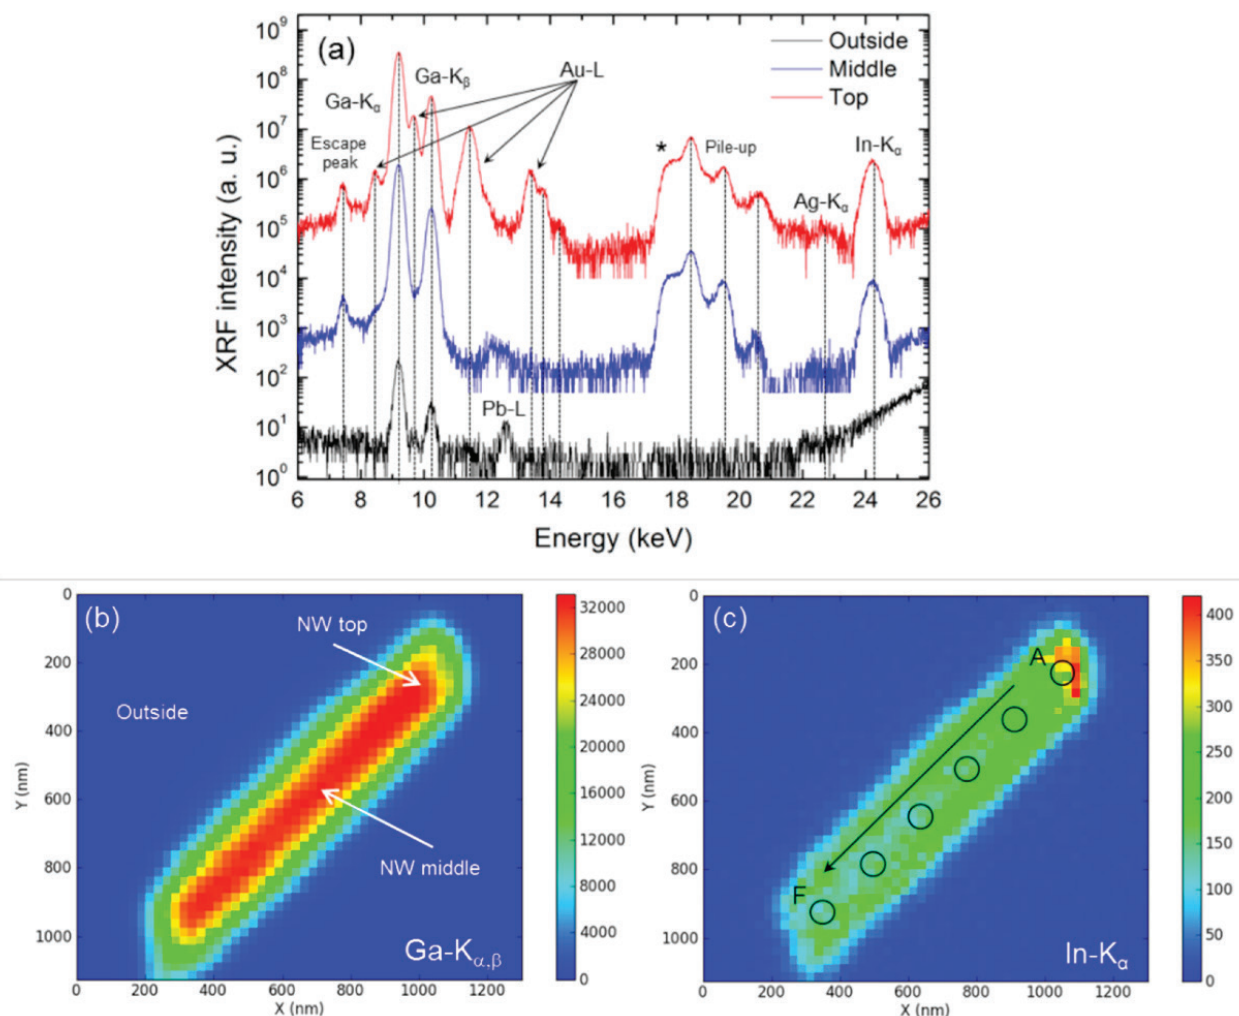 (a)
Outside
Middle
Top
Ga-Kα
Ga-Kβ
Au-L
Escape
peak
*
Pile-up
In-Kα
Ag-Kα
Pb-L
10⁹
10⁸
10⁷
10⁶
10⁵
10⁴
10³
10²
10¹
10⁰
XRF intensity (a. u.)
6 8 10 12 14 16 18 20 22 24 26
Energy (keV)
(b)
NW top
Outside
NW middle
Ga-Kα,β
0
200
400
600
800
1000
Y (nm)
0 200 400 600 800 1000 1200
X (nm)
32000
28000
24000
20000
16000
12000
8000
4000
0
(c)
A
F
In-Kα
0
200
400
600
800
1000
Y (nm)
0 200 400 600 800 1000 1200
X (nm)
400
350
300
250
200
150
100
50
0